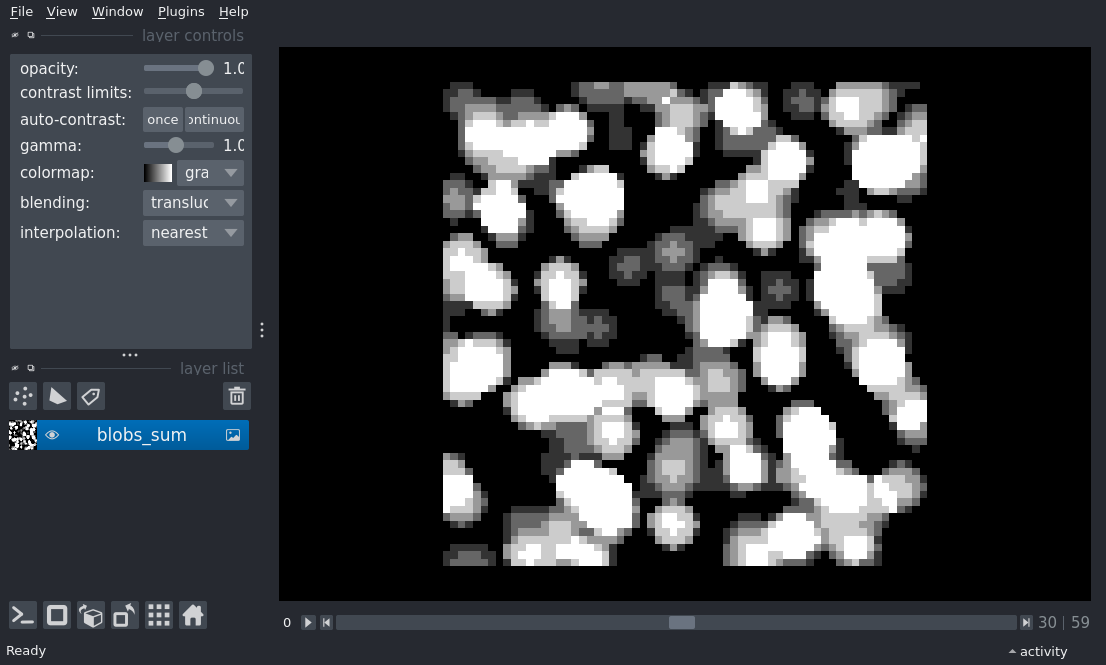 File View Window Plugins Help
layer controls
opacity: 1.0
contrast limits:
auto-contrast: once ontinuou
gamma: 1.0
colormap: gra
blending: transluc
interpolation: nearest
layer list
blobs_sum
0 30 | 59
Ready activity